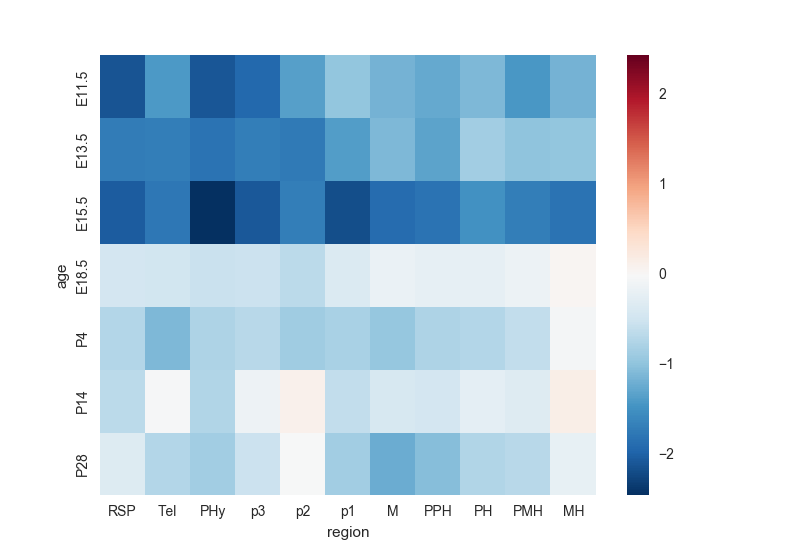 E11.5
E13.5
E15.5
E18.5
P4
P14
P28
age
RSP Tel PHy p3 p2 p1 M PPH PH PMH MH
region
2
1
0
−1
−2